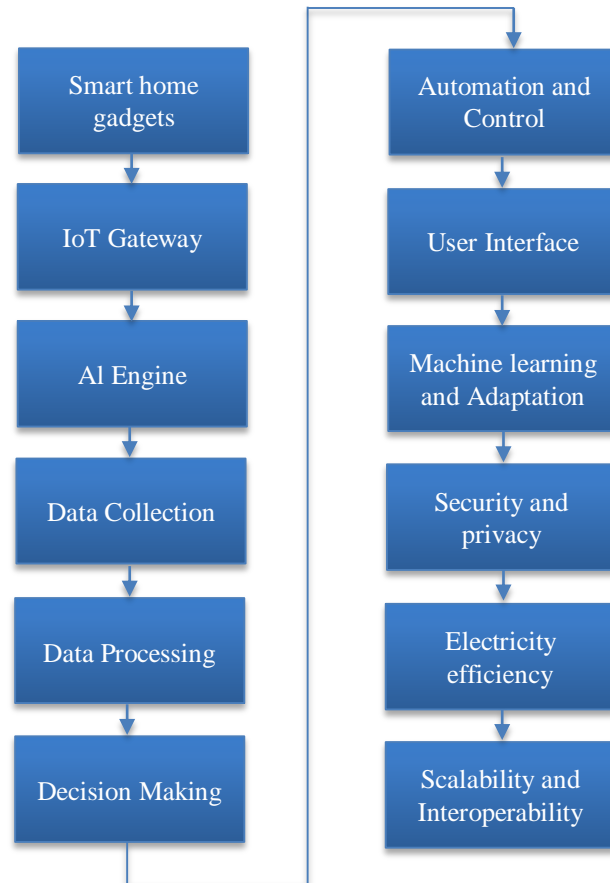 Smart home
gadgets
IoT Gateway
Al Engine
Data Collection
Data Processing
Decision Making
Automation and
Control
User Interface
Machine learning
and Adaptation
Security and
privacy
Electricity
efficiency
Scalability and
Interoperability